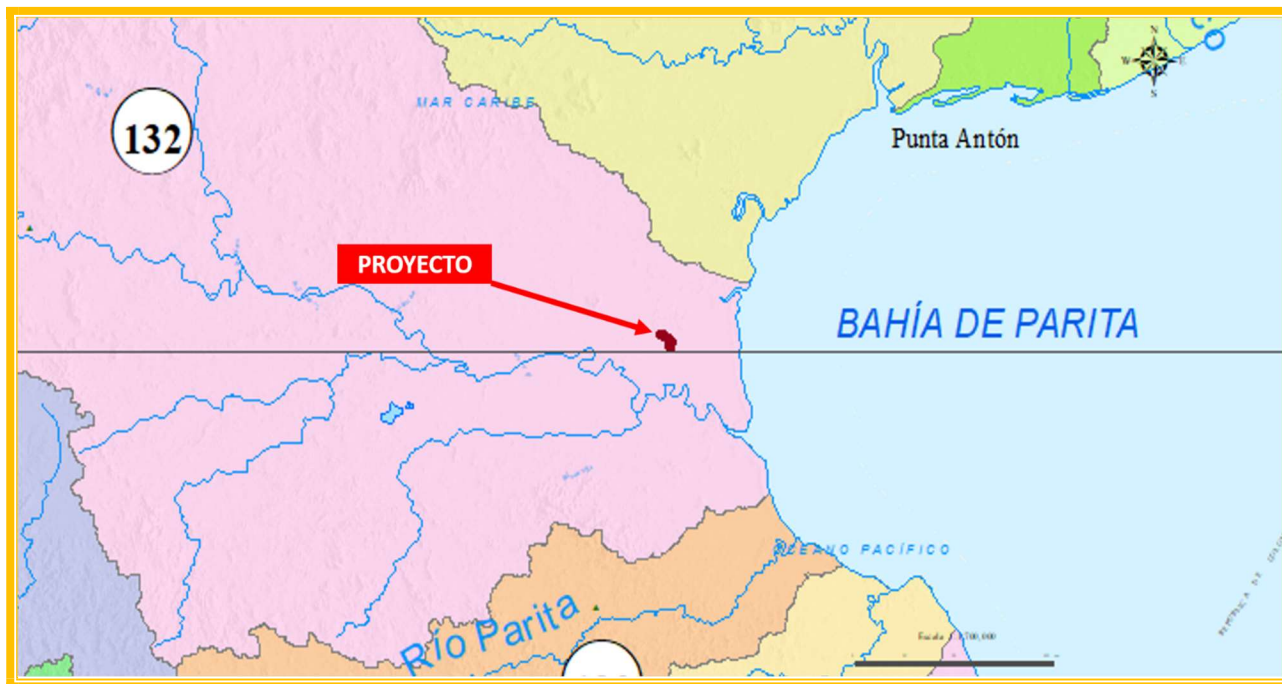 N
W
E
S
Punta Antón
MAR CARIBE
132
PROYECTO
BAHÍA DE PARITA
OCEANO PACÍFICO
Río Parita